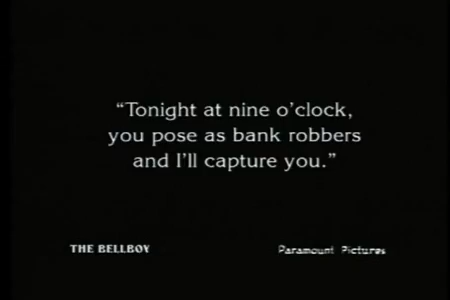 “Tonight at nine o’clock,
you pose as bank robbers
and I’ll capture you.”
THE BELLBOY
Paramount Pictures